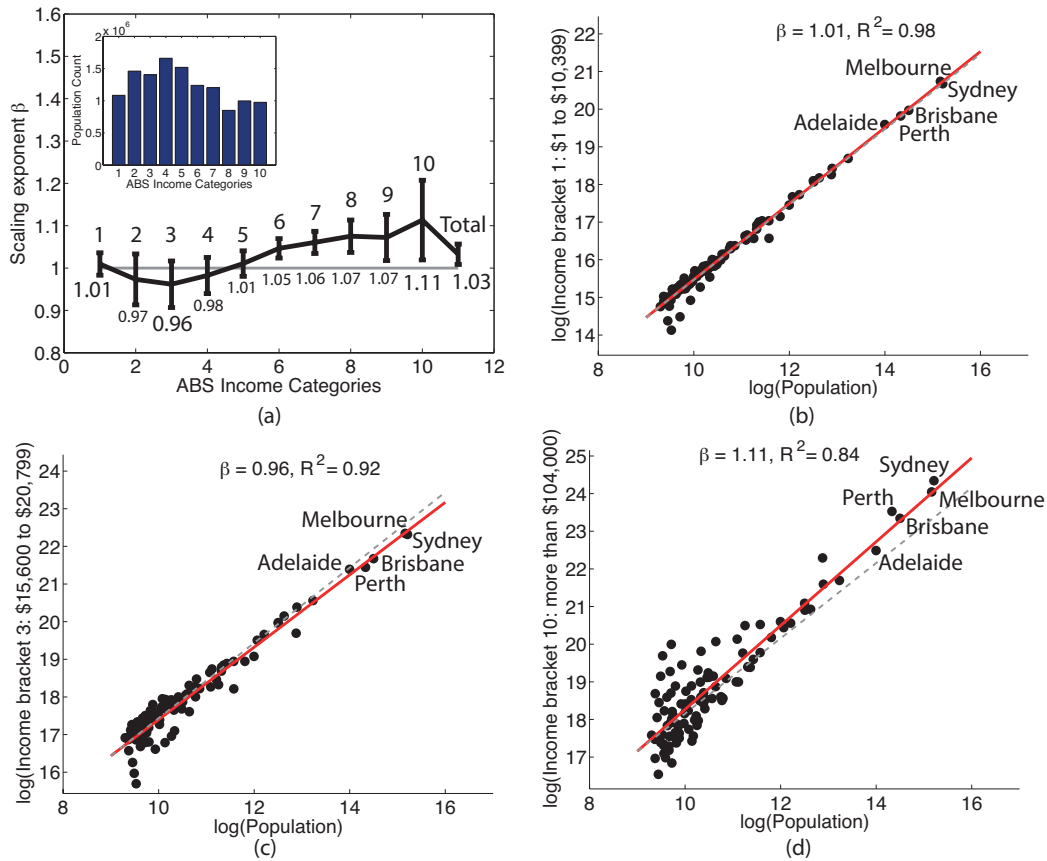 1.6
1.5
1.4
1.3
1.2
1.1
1
0.9
0.8
Scaling exponent β
2 x 10^6
1.5
1
0.5
0
Population Count
1 2 3 4 5 6 7 8 9 10
ABS Income Categories
1 2 3 4 5 6 7 8 9 10 Total
1.01 0.97 0.96 0.98 1.01 1.05 1.06 1.07 1.07 1.11 1.03
0 2 4 6 8 10 12
ABS Income Categories
(a)
β = 1.01, R^2= 0.98
22
21
20
19
18
17
16
15
14
log(Income bracket 1: $1 to $10,399)
Melbourne
Sydney
Adelaide
Brisbane
Perth
8 10 12 14 16
log(Population)
(b)
β = 0.96, R^2 = 0.92
24
23
22
21
20
19
18
17
16
log(Income bracket 3: $15,600 to $20,799)
Melbourne
Sydney
Adelaide
Brisbane
Perth
8 10 12 14 16
log(Population)
(c)
β = 1.11, R^2= 0.84
25
24
23
22
21
20
19
18
17
log(Income bracket 10: more than $104,000)
Sydney
Perth
Melbourne
Brisbane
Adelaide
8 10 12 14 16
log(Population)
(d)